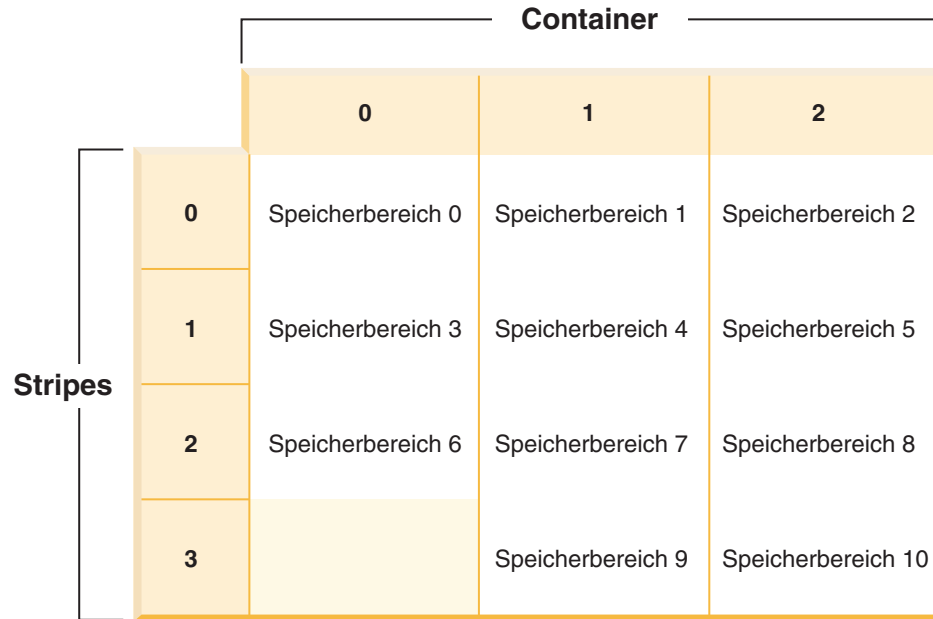 Container
0 1 2
0 Speicherbereich 0 Speicherbereich 1 Speicherbereich 2
1 Speicherbereich 3 Speicherbereich 4 Speicherbereich 5
Stripes
2 Speicherbereich 6 Speicherbereich 7 Speicherbereich 8
3 Speicherbereich 9 Speicherbereich 10